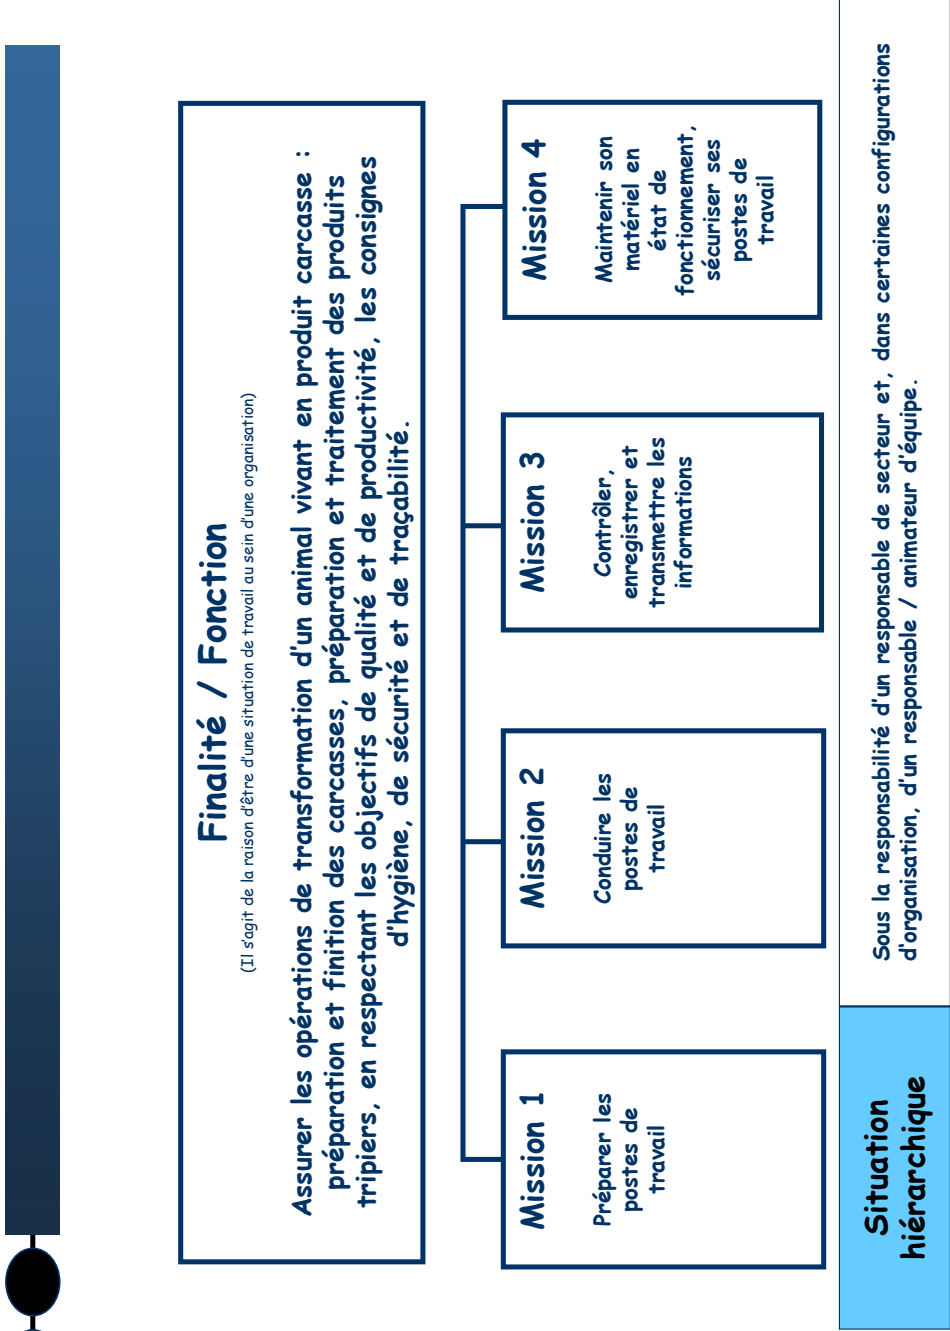 Finalité / Fonction
(Il s'agit de la raison d'être d'une situation de travail au sein d'une organisation)
Assurer les opérations de transformation d'un animal vivant en produit carcasse :
préparation et finition des carcasses, préparation et traitement des produits
tripiers, en respectant les objectifs de qualité et de productivité, les consignes
d'hygiène, de sécurité et de traçabilité.
Mission 1
Préparer les
postes de
travail
Mission 2
Conduire les
postes de
travail
Mission 3
Contrôler,
enregistrer et
transmettre les
informations
Mission 4
Maintenir son
matériel en
état de
fonctionnement,
sécuriser ses
postes de
travail
Situation
hiérarchique
Sous la responsabilité d'un responsable de secteur et, dans certaines configurations
d'organisation, d'un responsable / animateur d'équipe.